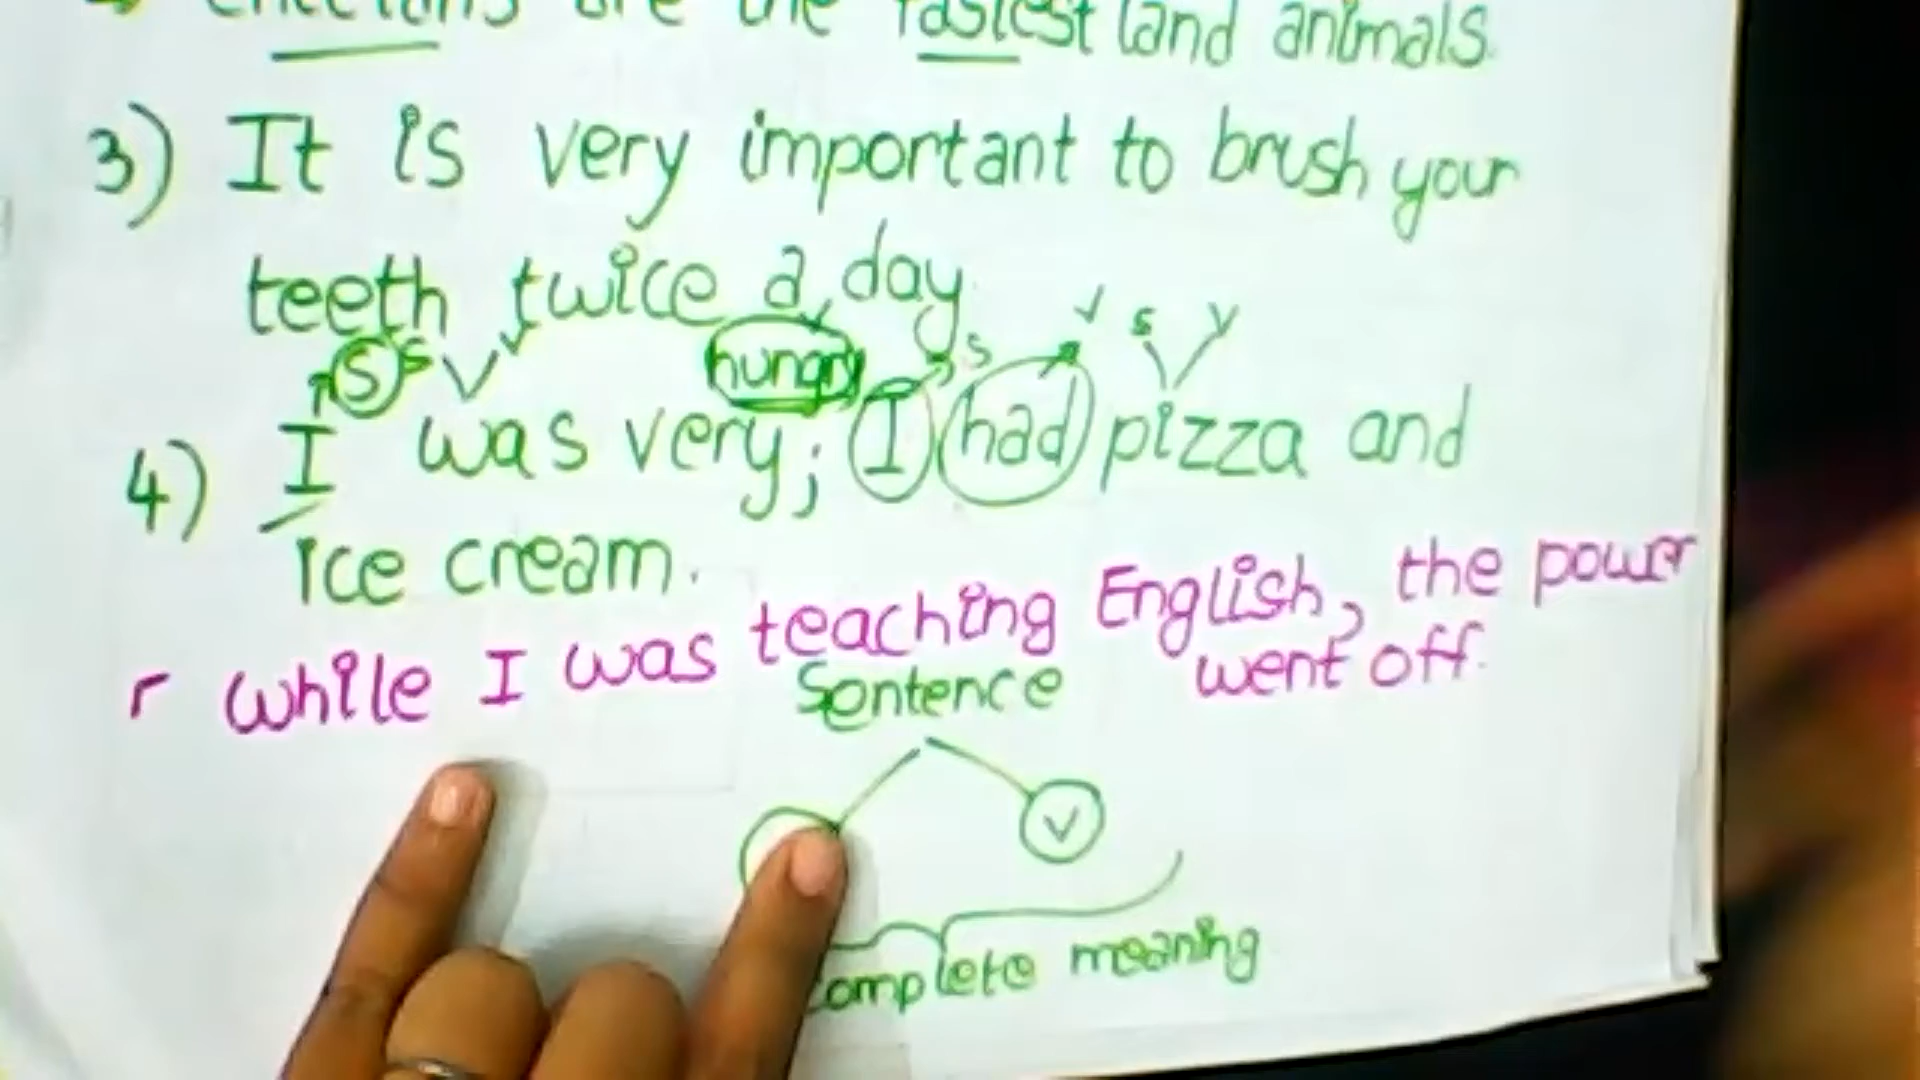 are the fastest land animals.
3) It is very important to brush your
teeth twice a day
S S V hungry S V S V
4) I was very; I had pizza and
ice cream.
while I was teaching English, the power
went off.
Sentence
V
complete meaning